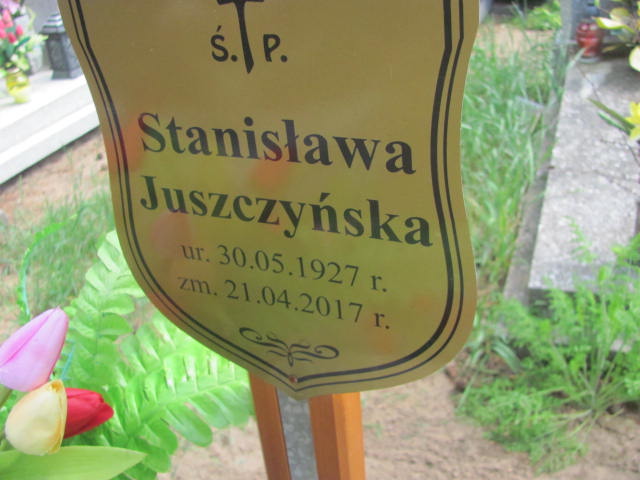 Ś. P.
Stanisława
Juszczyńska
ur. 30.05.1927 r.
zm. 21.04.2017 r.